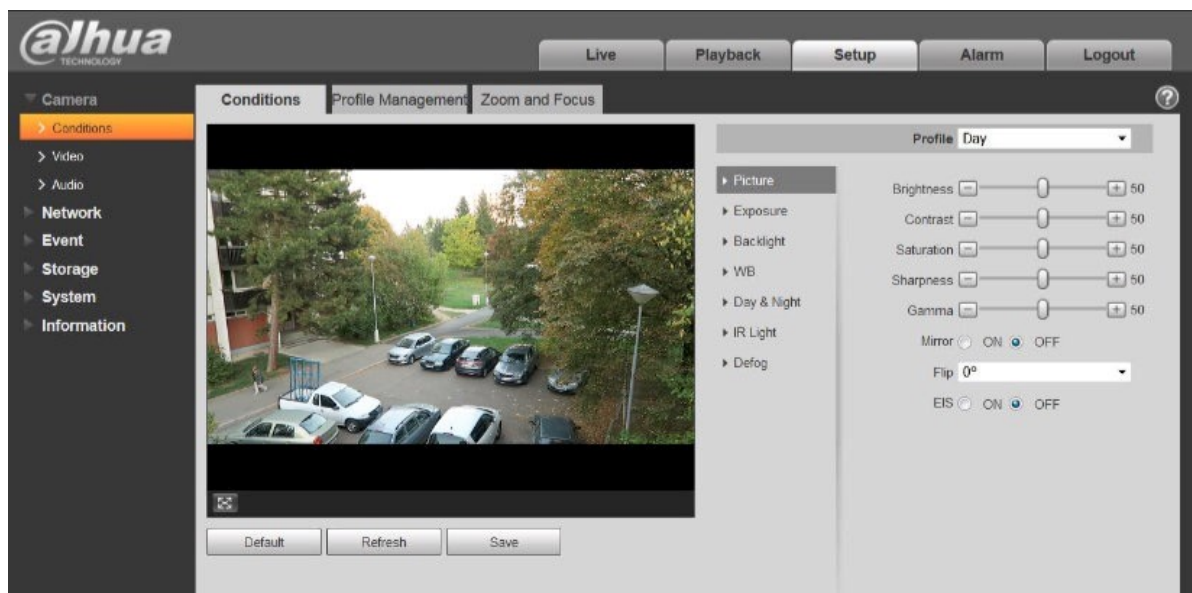 alhua
TECHNOLOGY
Live Playback Setup Alarm Logout
Camera
Conditions
Video
Audio
Network
Event
Storage
System
Information
Conditions Profile Management Zoom and Focus
?
Profile Day
Picture
Exposure
Backlight
WB
Day & Night
IR Light
Defog
Brightness - + 50
Contrast - + 50
Saturation - + 50
Sharpness - + 50
Gamma - + 50
Mirror ON OFF
Flip 0°
EIS ON OFF
Default Refresh Save